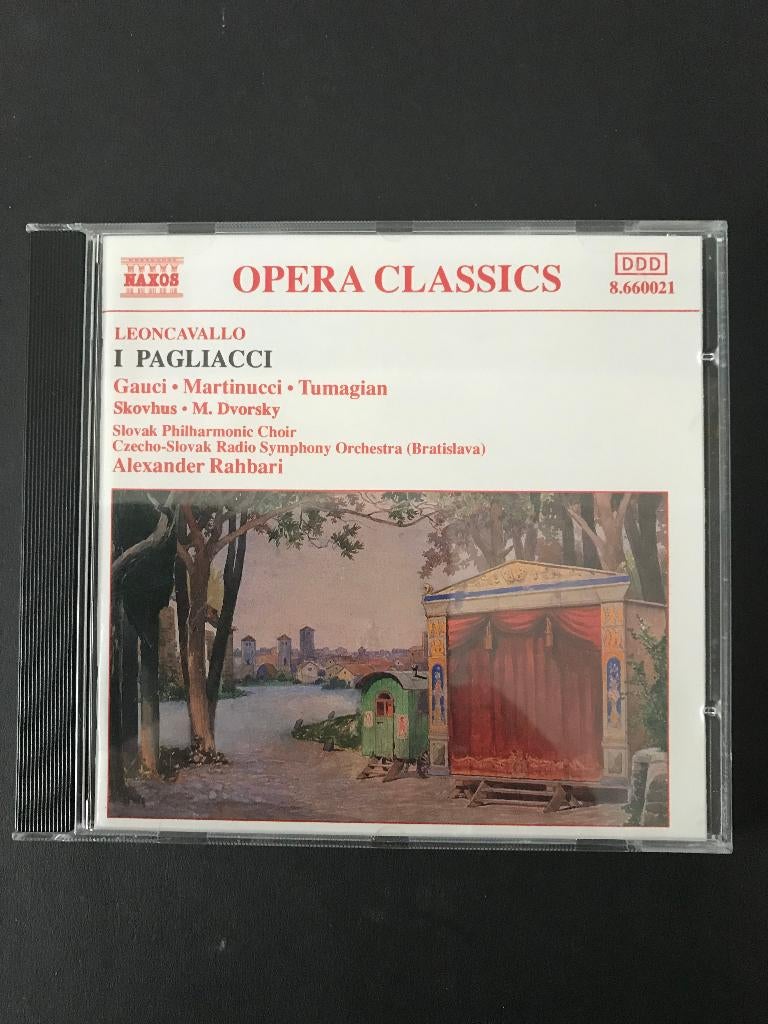 NAXOS
OPERA CLASSICS
DDD
8.660021
LEONCAVALLO
I PAGLIACCI
Gauci • Martinucci • Tumagian
Skovhus • M. Dvorsky
Slovak Philharmonic Choir
Czecho-Slovak Radio Symphony Orchestra (Bratislava)
Alexander Rahbari